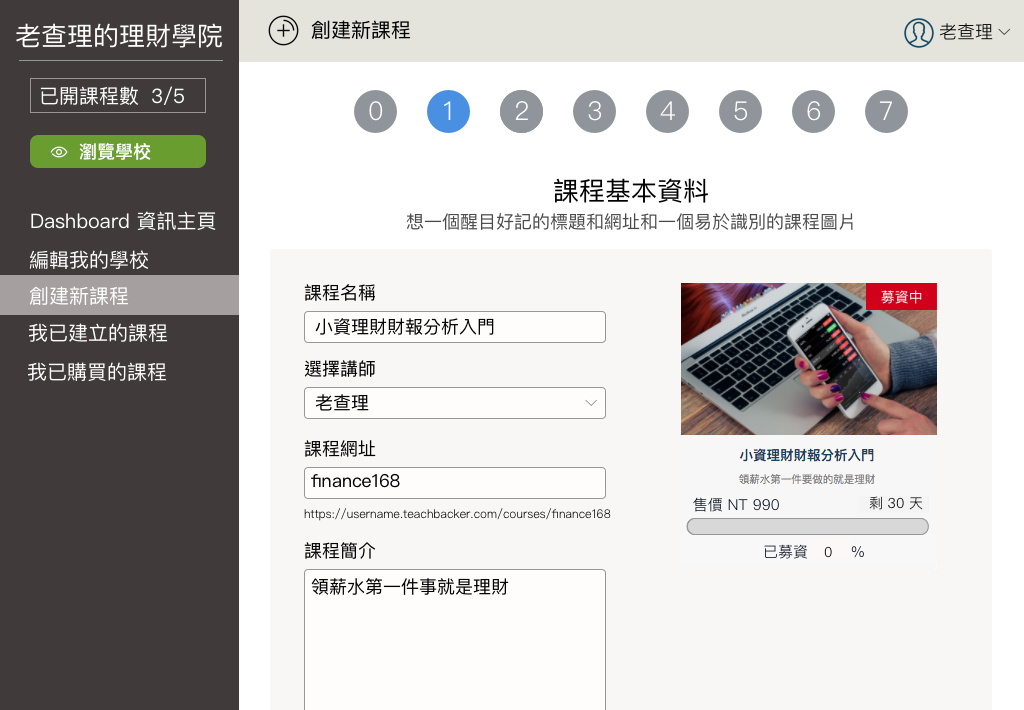 老查理的理財學院
已開課程數 3/5
瀏覽學校
Dashboard 資訊主頁
編輯我的學校
創建新課程
我已建立的課程
我已購買的課程
創建新課程
老查理
0 1 2 3 4 5 6 7
課程基本資料
想一個醒目好記的標題和網址和一個易於識別的課程圖片
課程名稱
小資理財財報分析入門
選擇講師
老查理
課程網址
finance168
https://username.teachbacker.com/courses/finance168
課程簡介
領薪水第一件事就是理財
募資中
小資理財財報分析入門
領薪水第一件要做的就是理財
售價 NT 990
剩 30 天
已募資 0 %